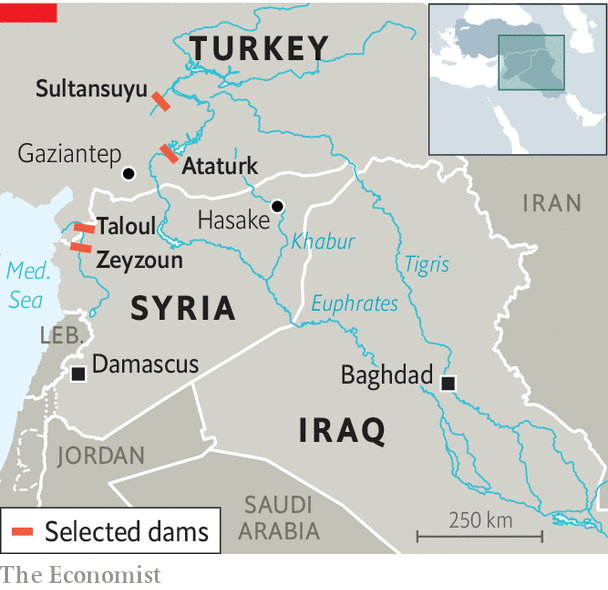 TURKEY
Sultansuyu
Gaziantep
Ataturk
IRAN
Hasake
Taloul
Khabur
Zeyzoun
Tigris
Med.
Sea
SYRIA
Euphrates
LEB.
Damascus
Baghdad
IRAQ
JORDAN
SAUDI
ARABIA
250 km
Selected dams
The Economist